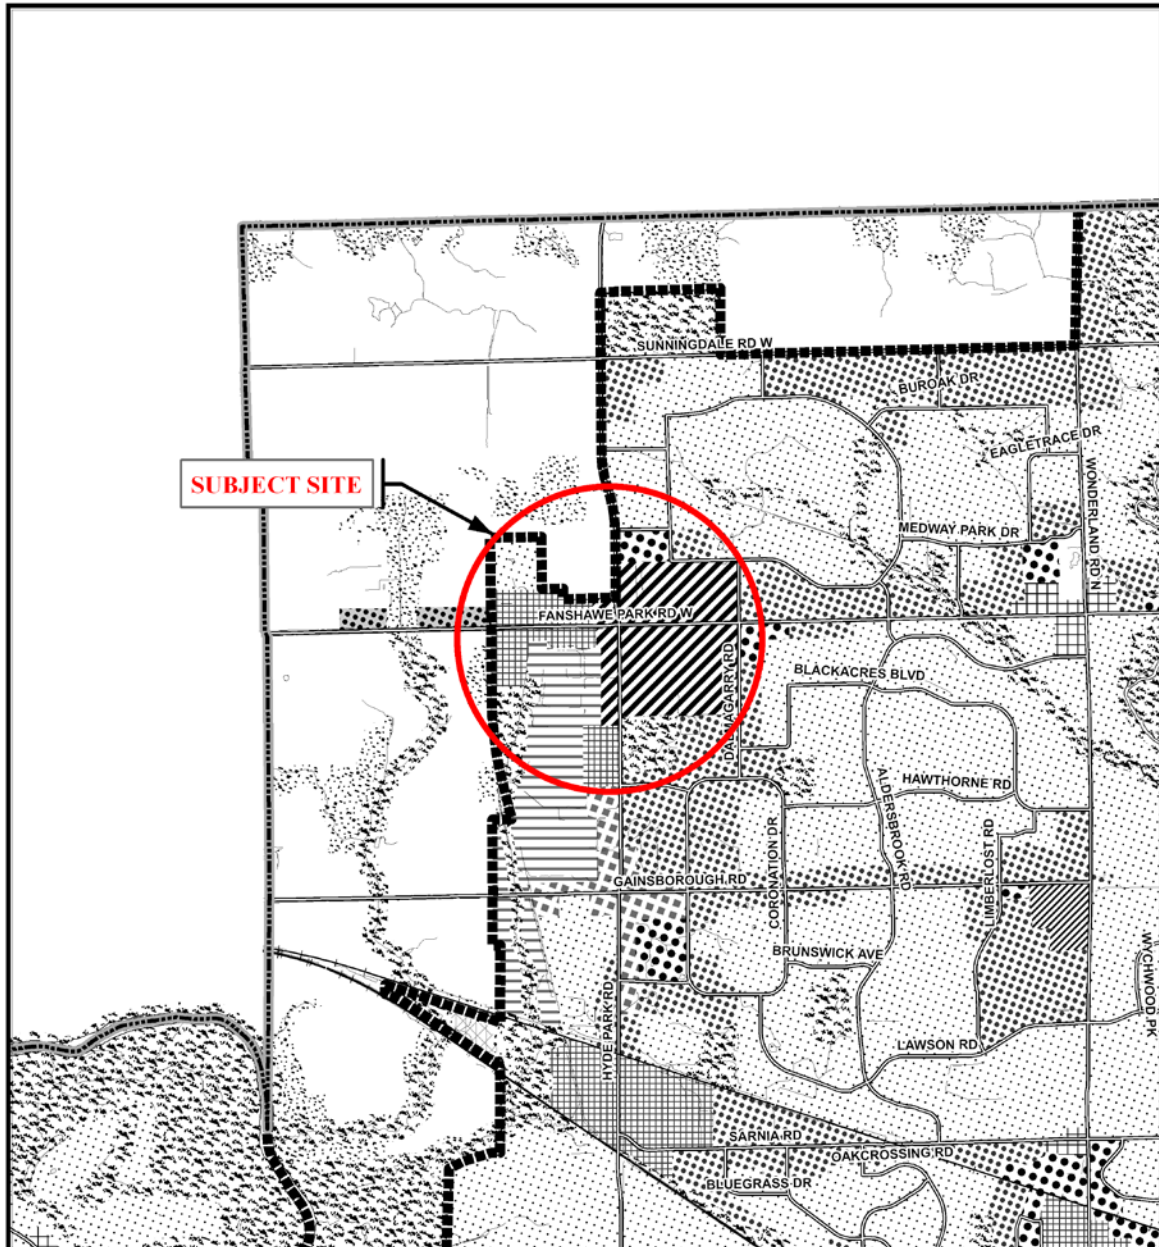 SUNNINGDALE RD W
BUROAK DR
EAGLETRACE DR
SUBJECT SITE
WONDERLAND RD N
MEDWAY PARK DR
FANSHAWE PARK RD W
DALMAGARRY RD
BLACKACRES BLVD
HAWTHORNE RD
ALDERSBROOK RD
CORONATION DR
LIMBERLOST RD
GAINSBOROUGH RD
BRUNSWICK AVE
WYCHWOOD PK
HYDE PARK RD
LAWSON RD
SARNIA RD
OAKCROSSING RD
BLUEGRASS DR